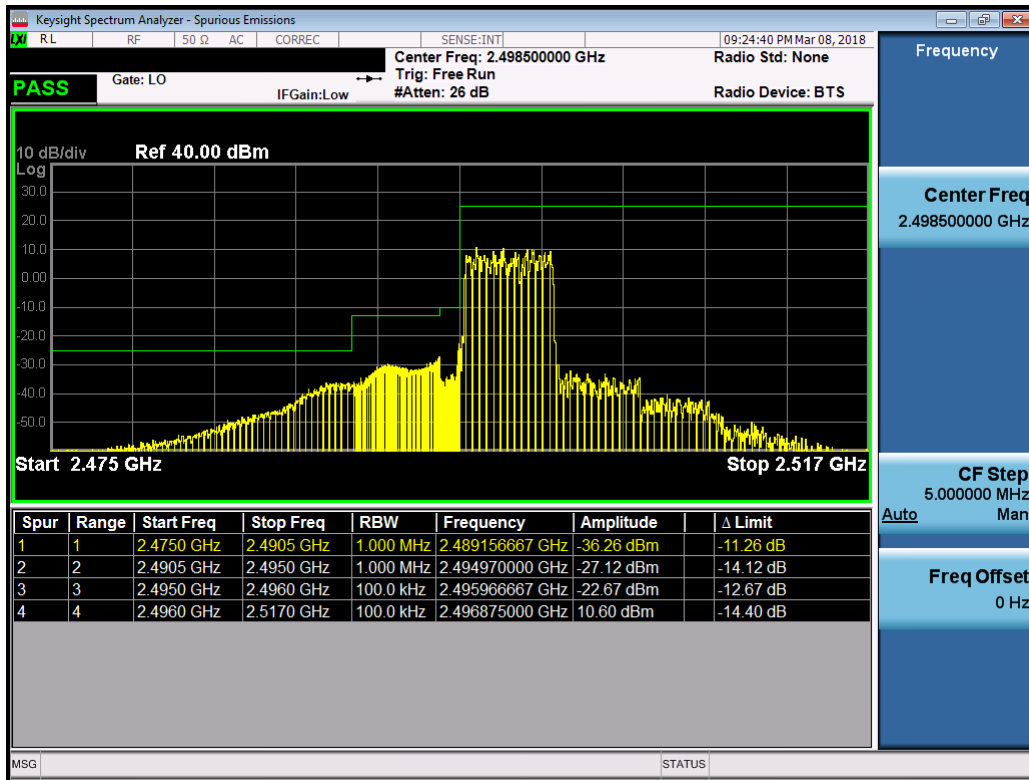 Keysight Spectrum Analyzer - Spurious Emissions
LXI RL RF 50 Ω AC CORREC SENSE:INT 09:24:40 PM Mar 08, 2018
Center Freq: 2.498500000 GHz Radio Std: None
PASS Gate: LO Trig: Free Run
IFGain:Low #Atten: 26 dB Radio Device: BTS
10 dB/div Ref 40.00 dBm
Log
30.0
20.0
10.0
0.00
-10.0
-20.0
-30.0
-40.0
-50.0
Start 2.475 GHz Stop 2.517 GHz
Spur Range Start Freq Stop Freq RBW Frequency Amplitude Δ Limit
1 1 2.4750 GHz 2.4905 GHz 1.000 MHz 2.489156667 GHz -36.26 dBm -11.26 dB
2 2 2.4905 GHz 2.4950 GHz 1.000 MHz 2.494970000 GHz -27.12 dBm -14.12 dB
3 3 2.4950 GHz 2.4960 GHz 100.0 kHz 2.495966667 GHz -22.67 dBm -12.67 dB
4 4 2.4960 GHz 2.5170 GHz 100.0 kHz 2.496875000 GHz 10.60 dBm -14.40 dB
Frequency
Center Freq
2.498500000 GHz
CF Step
5.000000 MHz
Auto Man
Freq Offset
0 Hz
MSG STATUS